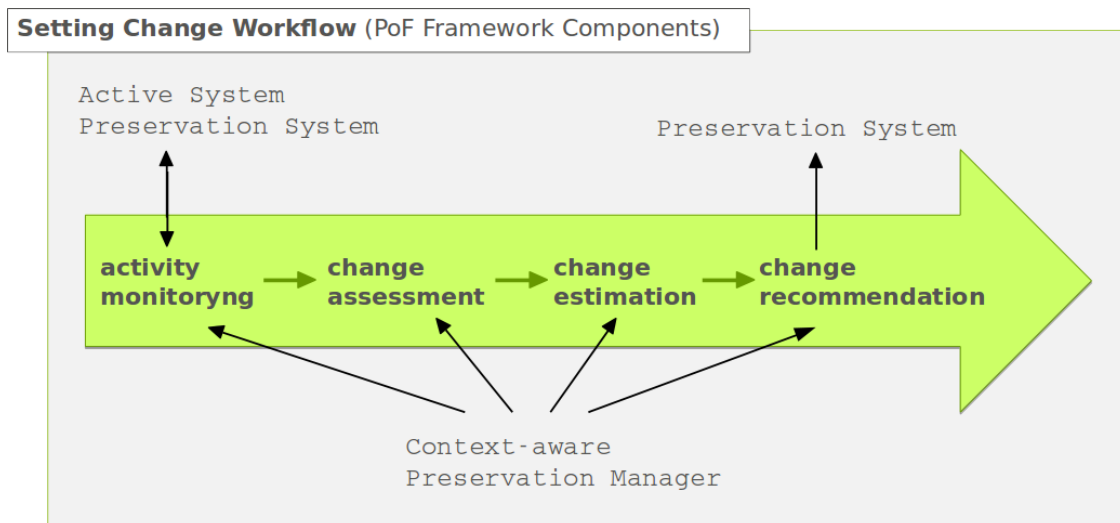 Setting Change Workflow (PoF Framework Components)
Active System
Preservation System
Preservation System
activity
monitoryng
change
assessment
change
estimation
change
recommendation
Context-aware
Preservation Manager